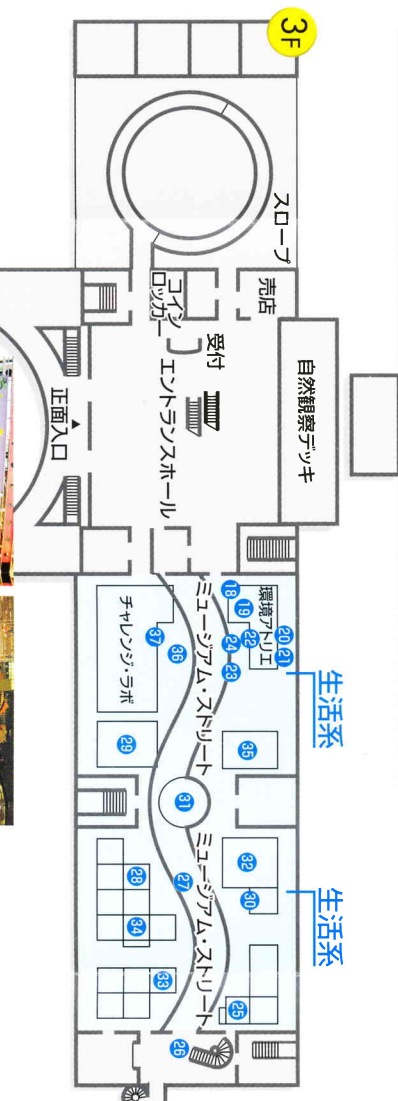 3F
スロープ
売店
コイン
ロッカー
受付
エントランスホール
自然観察デッキ
▲
正面入口
環境アトリエ
18
19
20
21
22
24
23
ミュージアム・ストリート
チャレンジ・ラボ
37
36
生活系
35
29
31
32
30
生活系
ミュージアム・ストリート
27
28
34
33
25
26